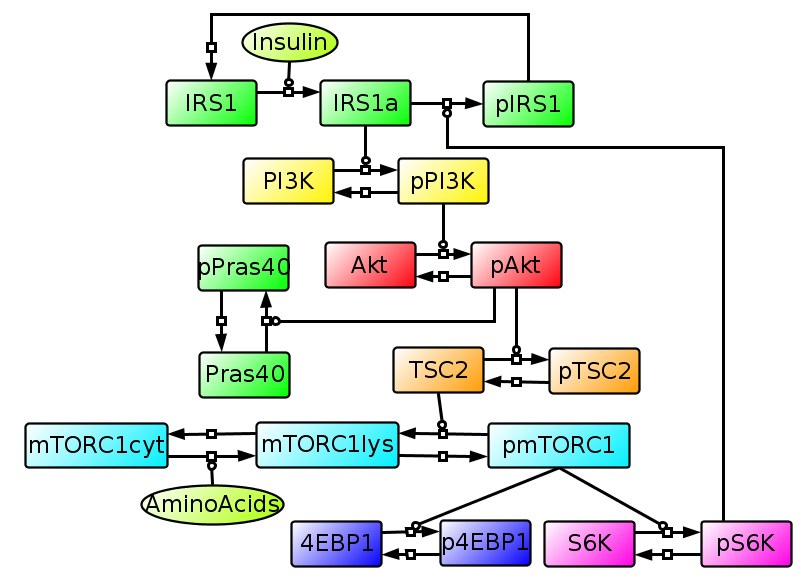 Insulin
IRS1
IRS1a
pIRS1
PI3K
pPI3K
pPras40
Akt
pAkt
Pras40
TSC2
pTSC2
mTORC1cyt
mTORC1lys
pmTORC1
AminoAcids
4EBP1
p4EBP1
S6K
pS6K